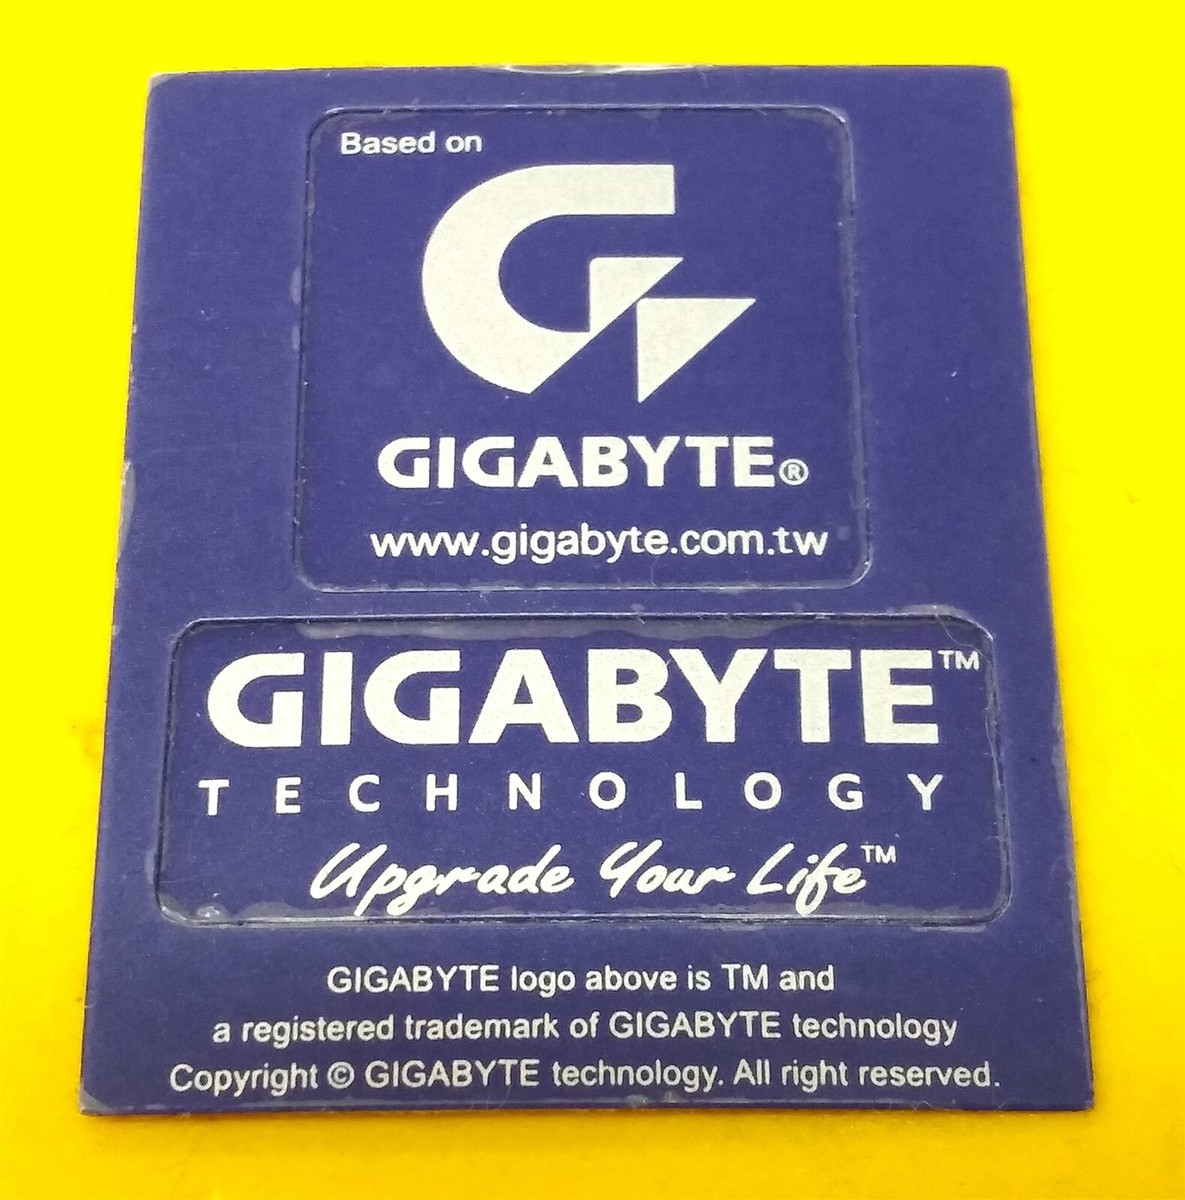 Based on
GIGABYTE®
www.gigabyte.com.tw
GIGABYTE™
TECHNOLOGY
Upgrade Your Life™
GIGABYTE logo above is TM and
a registered trademark of GIGABYTE technology
Copyright © GIGABYTE technology. All right reserved.